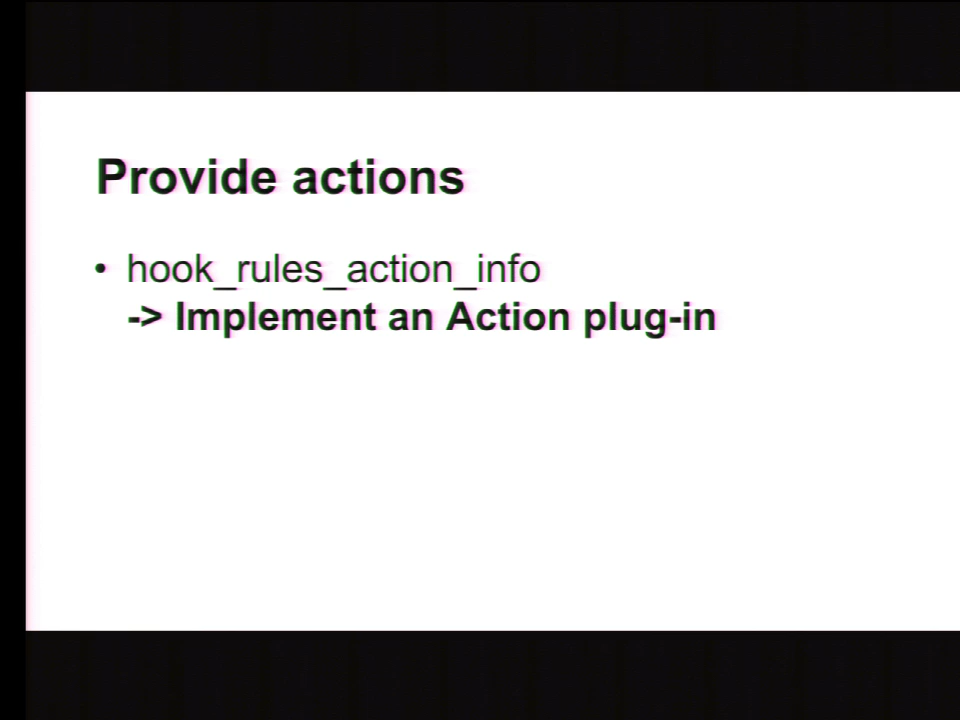 Provide actions
• hook_rules_action_info
-> Implement an Action plug-in